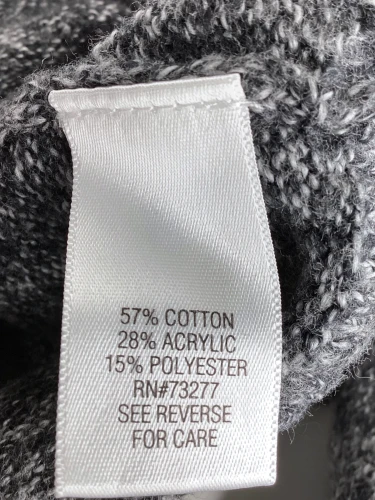 57% COTTON
28% ACRYLIC
15% POLYESTER
RN#73277
SEE REVERSE
FOR CARE